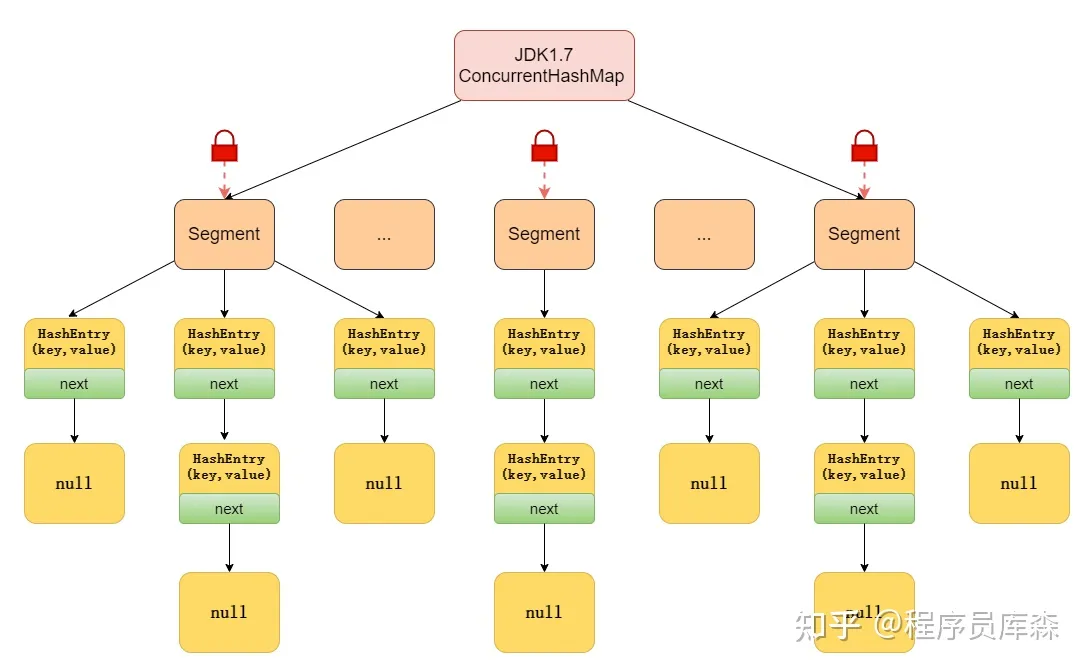 JDK1.7
ConcurrentHashMap
Segment
...
Segment
...
Segment
HashEntry
(key,value)
next
HashEntry
(key,value)
next
HashEntry
(key,value)
next
HashEntry
(key,value)
next
HashEntry
(key,value)
next
HashEntry
(key,value)
next
HashEntry
(key,value)
next
null
HashEntry
(key,value)
next
null
HashEntry
(key,value)
next
null
HashEntry
(key,value)
next
null
null
null
null
知乎 @程序员库森